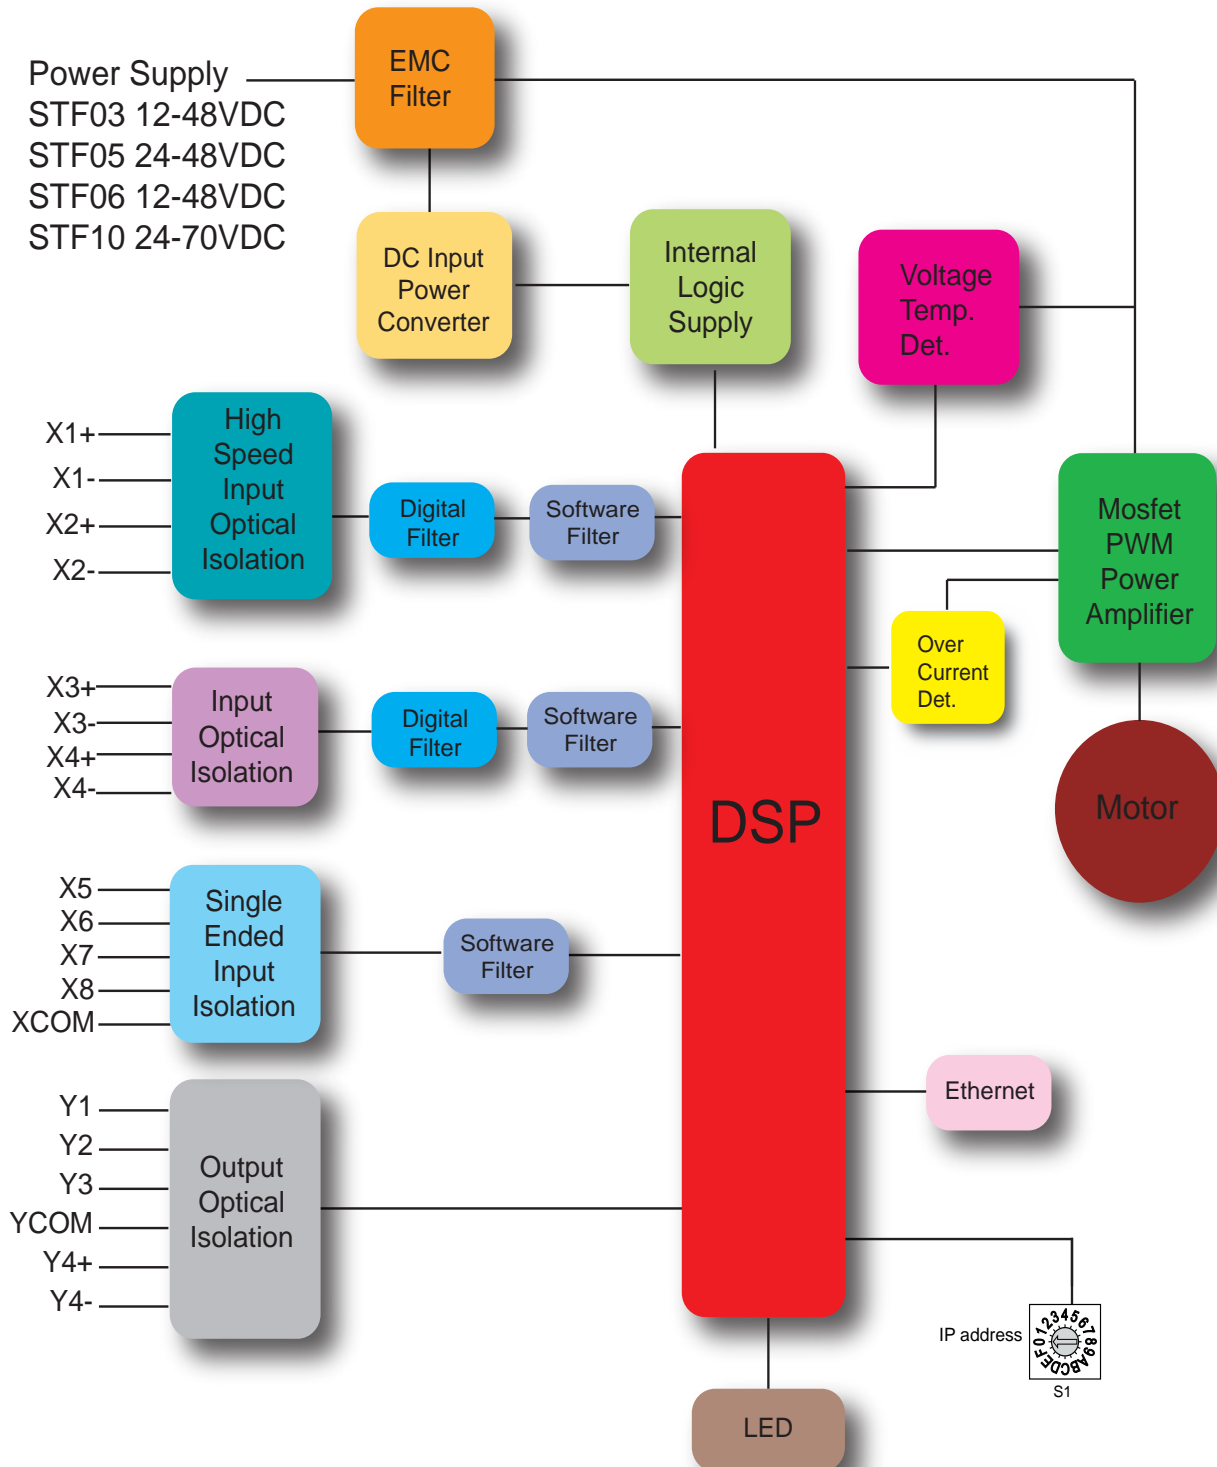 Power Supply
STF03 12-48VDC
STF05 24-48VDC
STF06 12-48VDC
STF10 24-70VDC
EMC
Filter
DC Input
Power
Converter
Internal
Logic
Supply
Voltage
Temp.
Det.
X1+
X1-
X2+
X2-
High
Speed
Input
Optical
Isolation
Digital
Filter
Software
Filter
Mosfet
PWM
Power
Amplifier
Over
Current
Det.
X3+
X3-
X4+
X4-
Input
Optical
Isolation
Digital
Filter
Software
Filter
DSP
Motor
X5
X6
X7
X8
XCOM
Single
Ended
Input
Isolation
Software
Filter
Ethernet
Y1
Y2
Y3
YCOM
Y4+
Y4-
Output
Optical
Isolation
IP address
0123456789ABCDEF
S1
LED